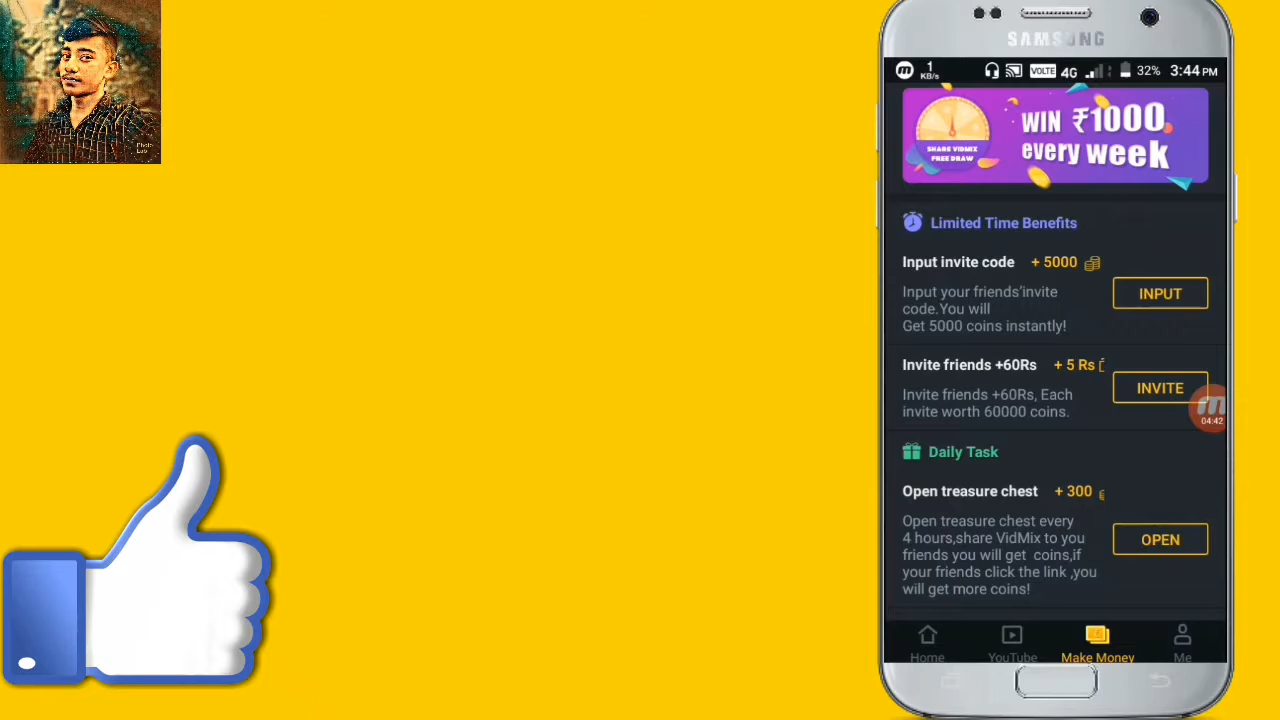 Photo
Lab
SAMSUNG
1
KB/s
VOLTE 4G 32% 3:44 PM
WIN ₹1000
every week
SHARE VIDMIX
FREE DRAW
Limited Time Benefits
Input invite code + 5000
Input your friends'invite
code.You will
Get 5000 coins instantly!
INPUT
Invite friends +60Rs + 5 Rs
Invite friends +60Rs, Each
invite worth 60000 coins.
INVITE
04:42
Daily Task
Open treasure chest + 300
Open treasure chest every
4 hours,share VidMix to you
friends you will get coins,if
your friends click the link ,you
will get more coins!
OPEN
Home YouTube Make Money Me